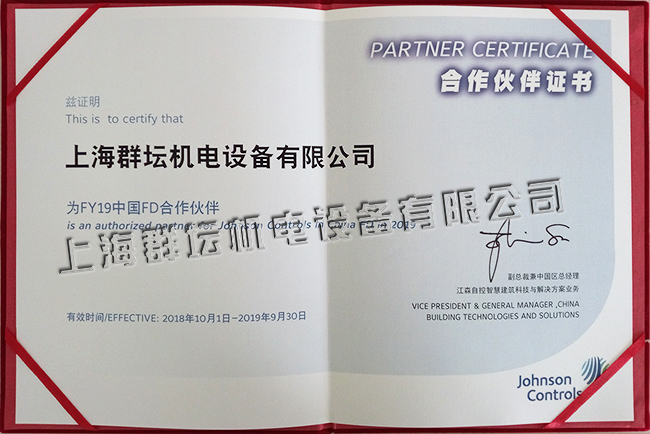 PARTNER CERTIFICATE
合作伙伴证书
兹证明
This is to certify that
上海群坛机电设备有限公司
为FY19中国FD合作伙伴
is an authorized partner for Johnson Controls in China FD in 2019
上海群坛机电设备有限公司
副总裁兼中国区总经理
江森自控智慧建筑科技与解决方案业务
VICE PRESIDENT & GENERAL MANAGER ,CHINA
BUILDING TECHNOLOGIES AND SOLUTIONS
有效时间/EFFECTIVE: 2018年10月1日-2019年9月30日
Johnson
Controls